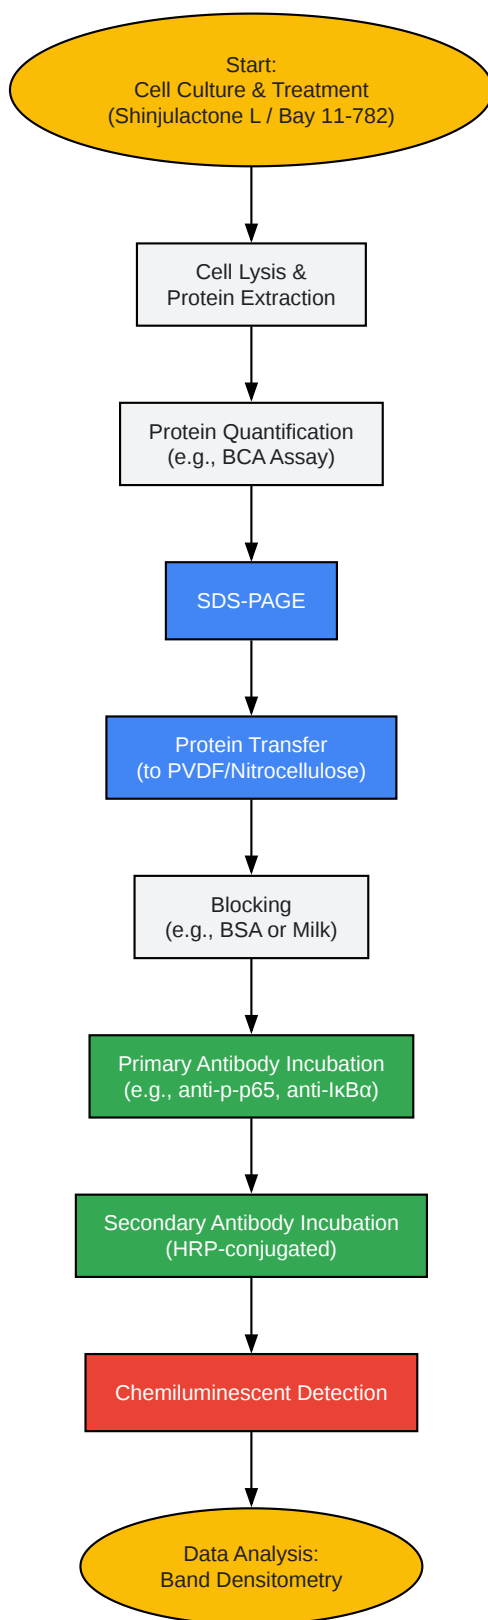 Start:
Cell Culture & Treatment
(Shinjulactone L / Bay 11-782)
Cell Lysis &
Protein Extraction
Protein Quantification
(e.g., BCA Assay)
SDS-PAGE
Protein Transfer
(to PVDF/Nitrocellulose)
Blocking
(e.g., BSA or Milk)
Primary Antibody Incubation
(e.g., anti-p-p65, anti-IκBα)
Secondary Antibody Incubation
(HRP-conjugated)
Chemiluminescent Detection
Data Analysis:
Band Densitometry